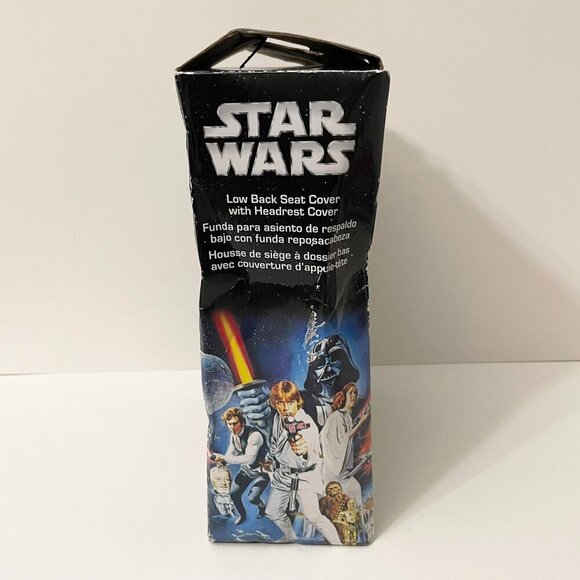 STAR
WARS
Low Back Seat Cover
with Headrest Cover
Funda para asiento de respaldo
bajo con funda reposacabeza
Housse de siège à dossier bas
avec couverture d'appuie-tête